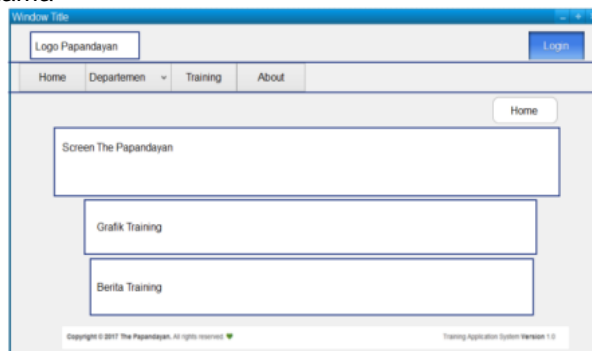 Window Title
Logo Papandayan
Login
Home Departemen Training About
Home
Screen The Papandayan
Grafik Training
Berita Training
Copyright © 2017 The Papandayan. All rights reserved. Training Application System Version 1.0